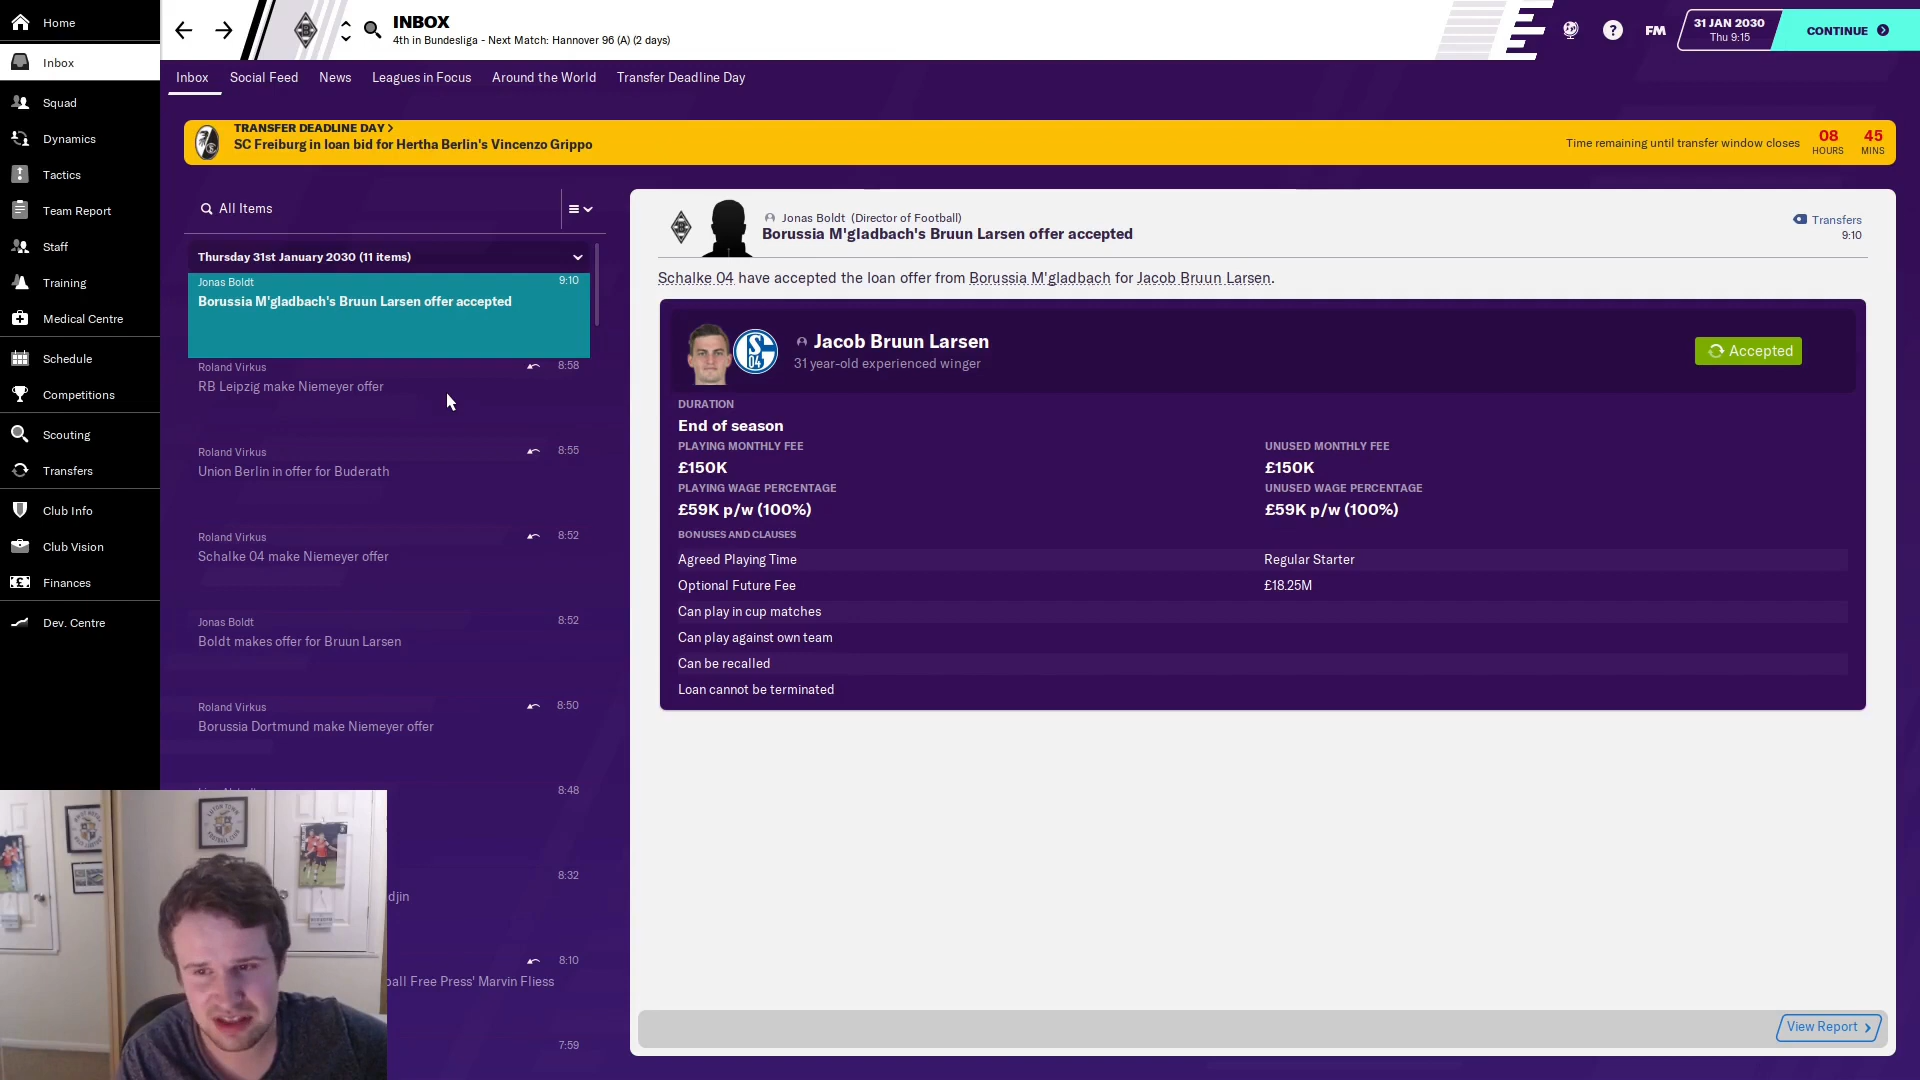 Home
Inbox
Squad
Dynamics
Tactics
Team Report
Staff
Training
Medical Centre
Schedule
Competitions
Scouting
Transfers
Club Info
Club Vision
Finances
Dev. Centre
INBOX
4th in Bundesliga - Next Match: Hannover 96 (A) (2 days)
FM
31 JAN 2030
Thu 9:15
CONTINUE
Inbox Social Feed News Leagues in Focus Around the World Transfer Deadline Day
TRANSFER DEADLINE DAY >
SC Freiburg in loan bid for Hertha Berlin's Vincenzo Grippo
Time remaining until transfer window closes
08 HOURS
45 MINS
All Items
Thursday 31st January 2030 (11 items)
Jonas Boldt 9:10
Borussia M'gladbach's Bruun Larsen offer accepted
Roland Virkus 8:58
RB Leipzig make Niemeyer offer
Roland Virkus 8:55
Union Berlin in offer for Buderath
Roland Virkus 8:52
Schalke 04 make Niemeyer offer
Jonas Boldt 8:52
Boldt makes offer for Bruun Larsen
Roland Virkus 8:50
Borussia Dortmund make Niemeyer offer
8:48
8:32
djin
8:10
ball Free Press' Marvin Fliess
7:59
Jonas Boldt (Director of Football)
Borussia M'gladbach's Bruun Larsen offer accepted
Transfers
9:10
Schalke 04 have accepted the loan offer from Borussia M'gladbach for Jacob Bruun Larsen.
Jacob Bruun Larsen
31 year-old experienced winger
Accepted
DURATION
End of season
PLAYING MONTHLY FEE UNUSED MONTHLY FEE
£150K £150K
PLAYING WAGE PERCENTAGE UNUSED WAGE PERCENTAGE
£59K p/w (100%) £59K p/w (100%)
BONUSES AND CLAUSES
Agreed Playing Time Regular Starter
Optional Future Fee £18.25M
Can play in cup matches
Can play against own team
Can be recalled
Loan cannot be terminated
View Report >